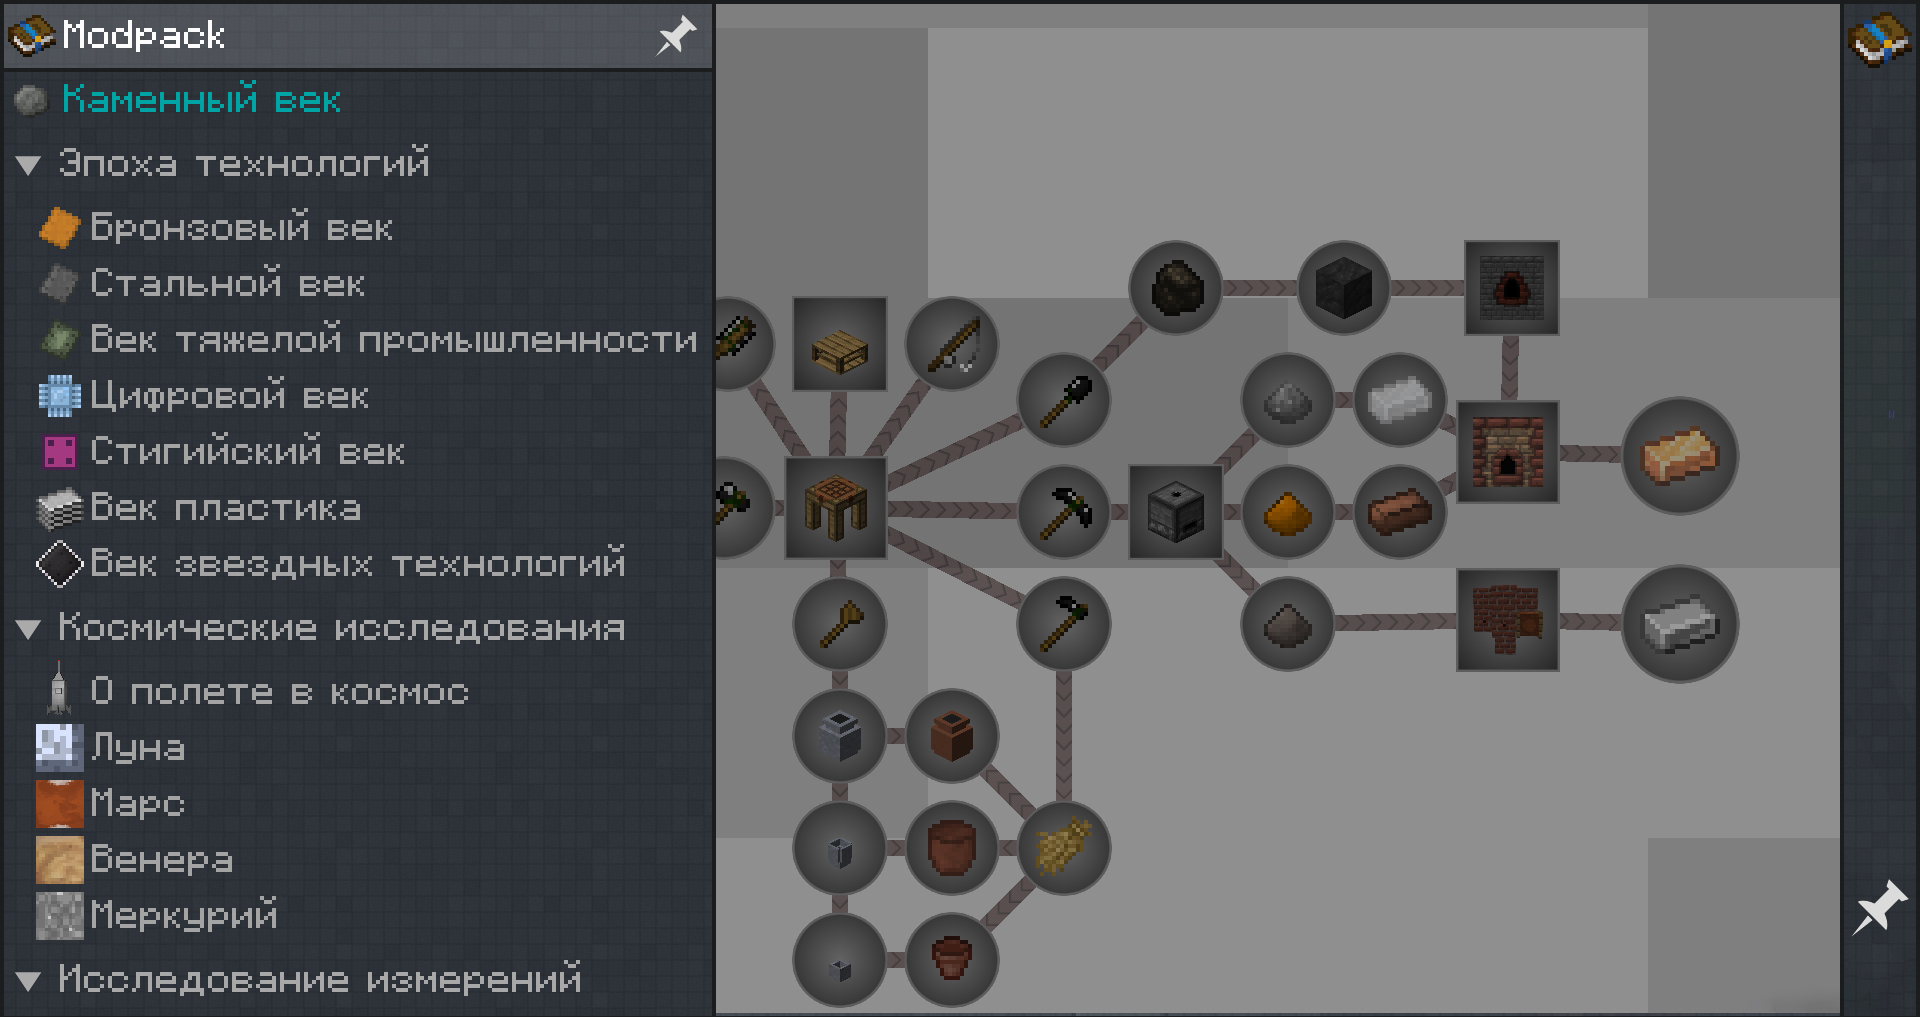 Modpack
Каменный век
Эпоха технологий
Бронзовый век
Стальной век
Век тяжелой промышленности
Цифровой век
Стигийский век
Век пластика
Век звездных технологий
Космические исследования
О полете в космос
Луна
Марс
Венера
Меркурий
Исследование измерений